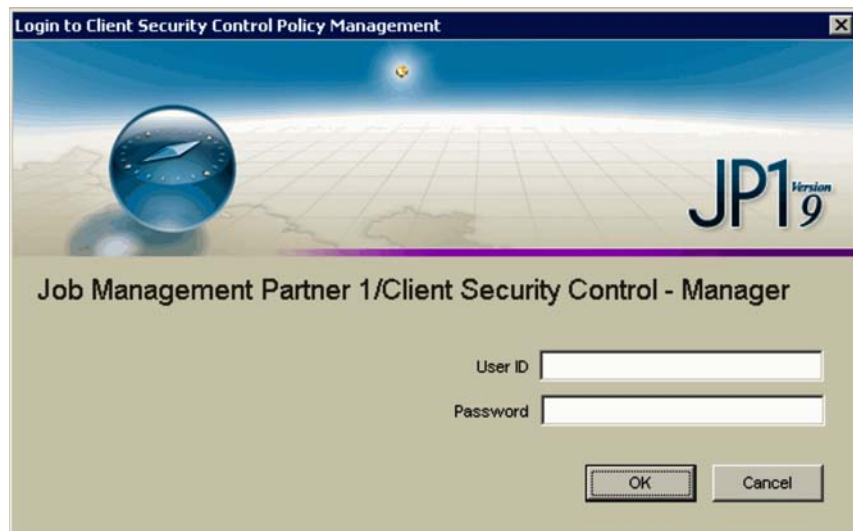 Login to Client Security Control Policy Management
JP1 Version 9
Job Management Partner 1/Client Security Control - Manager
User ID
Password
OK Cancel